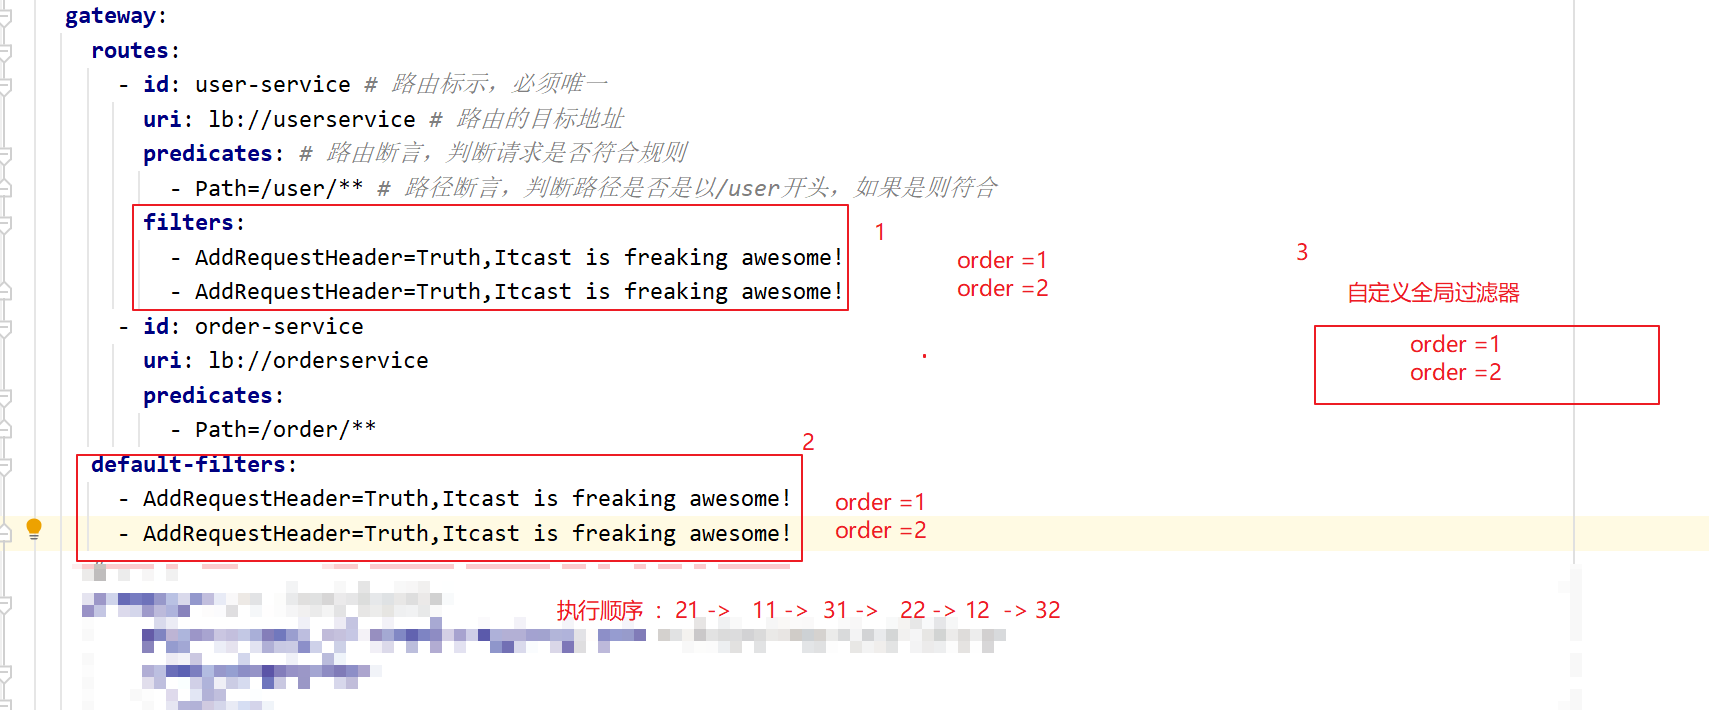 gateway:
routes:
- id: user-service # 路由标示，必须唯一
uri: lb://userservice # 路由的目标地址
predicates: # 路由断言，判断请求是否符合规则
- Path=/user/** # 路径断言，判断路径是否是以/user开头，如果是则符合
filters:
1
- AddRequestHeader=Truth,Itcast is freaking awesome!
order =1
3
- AddRequestHeader=Truth,Itcast is freaking awesome!
order =2
自定义全局过滤器
- id: order-service
order =1
uri: lb://orderservice
order =2
predicates:
- Path=/order/**
2
default-filters:
- AddRequestHeader=Truth,Itcast is freaking awesome!
order =1
- AddRequestHeader=Truth,Itcast is freaking awesome!
order =2
执行顺序 ： 21 -> 11 -> 31 -> 22 -> 12 -> 32